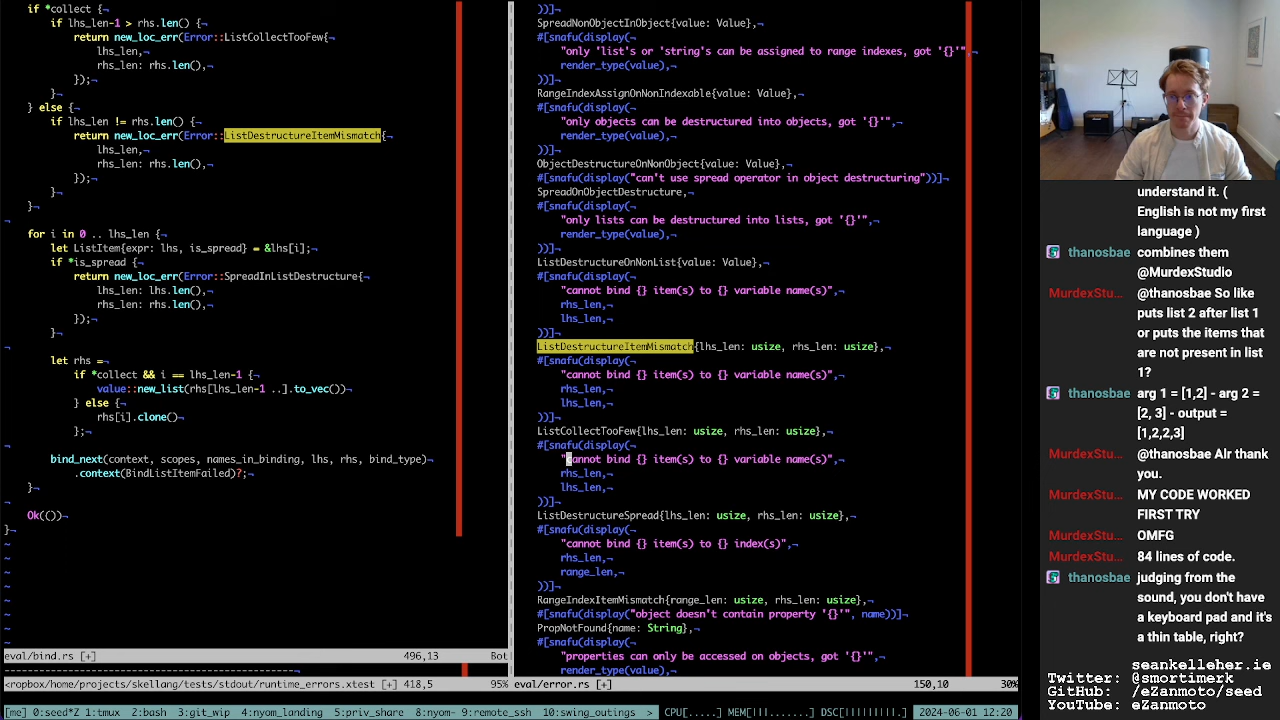 if *collect {¬
if lhs_len-1 > rhs.len() {¬
return new_loc_err(Error::ListCollectTooFew{¬
lhs_len,¬
rhs_len: rhs.len(),¬
});¬
}¬
} else {¬
if lhs_len != rhs.len() {¬
return new_loc_err(Error::ListDestructureItemMismatch{¬
lhs_len,¬
rhs_len: rhs.len(),¬
});¬
}¬
}¬
¬
for i in 0 .. lhs_len {¬
let ListItem{expr: lhs, is_spread} = &lhs[i];¬
if *is_spread {¬
return new_loc_err(Error::SpreadInListDestructure{¬
lhs_len: lhs.len(),¬
rhs_len: rhs.len(),¬
});¬
}¬
¬
let rhs =¬
if *collect && i == lhs_len-1 {¬
value::new_list(rhs[lhs_len-1 ..].to_vec())¬
} else {¬
rhs[i].clone()¬
};¬
¬
bind_next(context, scopes, names_in_binding, lhs, rhs, bind_type)¬
.context(BindListItemFailed)?;¬
}¬
¬
Ok(())¬
}¬
~
~
~
~
~
~
~
~
eval/bind.rs [+] 496,13 Bot
-------------------------------------------------¬
cropbox/home/projects/skellang/tests/stdout/runtime_errors.xtest [+] 418,5 95%
))]¬
SpreadNonObjectInObject{value: Value},¬
#[snafu(display(¬
"only 'list's or 'string's can be assigned to range indexes, got '{}'",
render_type(value),¬
))]¬
RangeIndexAssignOnNonIndexable{value: Value},¬
#[snafu(display(¬
"only objects can be destructured into objects, got '{}'",¬
render_type(value),¬
))]¬
ObjectDestructureOnNonObject{value: Value},¬
#[snafu(display("can't use spread operator in object destructuring"))]¬
SpreadOnObjectDestructure,¬
#[snafu(display(¬
"only lists can be destructured into lists, got '{}'",¬
render_type(value),¬
))]¬
ListDestructureOnNonList{value: Value},¬
#[snafu(display(¬
"cannot bind {} item(s) to {} variable name(s)",¬
rhs_len,¬
lhs_len,¬
))]¬
ListDestructureItemMismatch{lhs_len: usize, rhs_len: usize},¬
#[snafu(display(¬
"cannot bind {} item(s) to {} variable name(s)",¬
rhs_len,¬
lhs_len,¬
))]¬
ListCollectTooFew{lhs_len: usize, rhs_len: usize},¬
#[snafu(display(¬
"cannot bind {} item(s) to {} variable name(s)",¬
rhs_len,¬
lhs_len,¬
))]¬
ListDestructureSpread{lhs_len: usize, rhs_len: usize},¬
#[snafu(display(¬
"cannot bind {} item(s) to {} index(s)",¬
rhs_len,¬
range_len,¬
))]¬
RangeIndexItemMismatch{range_len: usize, rhs_len: usize},¬
#[snafu(display("object doesn't contain property '{}'", name))]¬
PropNotFound{name: String},¬
#[snafu(display(¬
"properties can only be accessed on objects, got '{}'",¬
render_type(value),¬
eval/error.rs [+] 150,10 30%
[me] 0:seed*Z 1:tmux 2:bash 3:git_wip 4:nyom_landing 5:priv_share 8:nyom- 9:remote_ssh 10:swing_outings > CPU[.....] MEM[|||.......] DSC[|||||||||.] 2024-06-01 12:20
understand it. (
English is not my first
language )
thanosbae combines them
@MurdexStudio
MurdexStu... @thanosbae So like
puts list 2 after list 1
or puts the items that
are not present in list
1?
thanosbae arg 1 = [1,2] - arg 2 =
[2, 3] - output =
[1,2,2,3]
MurdexStu... @thanosbae Alr thank
you.
MurdexStu... MY CODE WORKED
FIRST TRY
MurdexStu... OMFG
MurdexStu... 84 lines of code.
thanosbae judging from the
sound, you don't have
a keyboard pad and it's
a thin table, right?
seankelleher.ie
Twitter: @smortimerk
GitHub: /eZanmoto/seed
YouTube: /eZanmoto